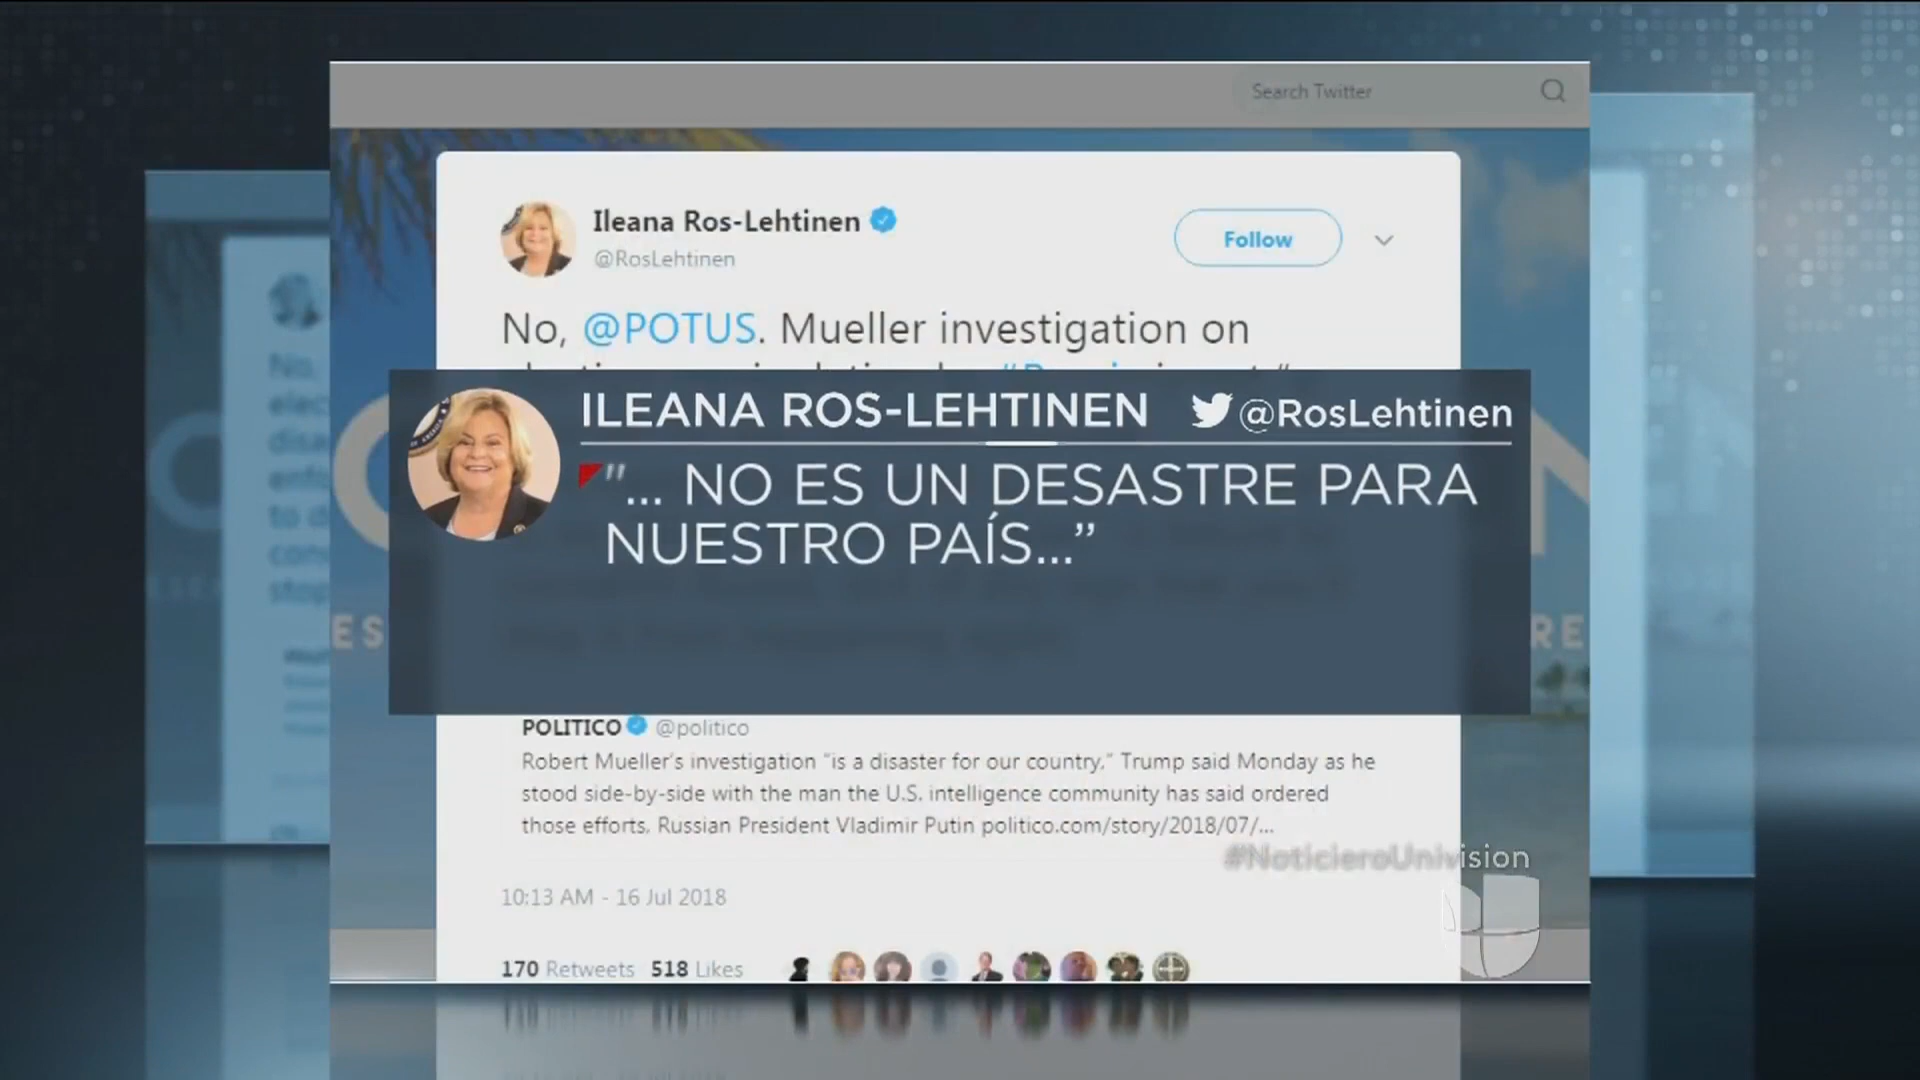 Search Twitter
Ileana Ros-Lehtinen
@RosLehtinen
Follow
No, @POTUS. Mueller investigation on
ILEANA ROS-LEHTINEN @RosLehtinen
"... NO ES UN DESASTRE PARA
NUESTRO PAÍS..."
ES
RE
POLITICO @politico
Robert Mueller's investigation "is a disaster for our country," Trump said Monday as he
stood side-by-side with the man the U.S. intelligence community has said ordered
those efforts, Russian President Vladimir Putin politico.com/story/2018/07/...
#NoticieroUnivision
10:13 AM - 16 Jul 2018
170 Retweets 518 Likes